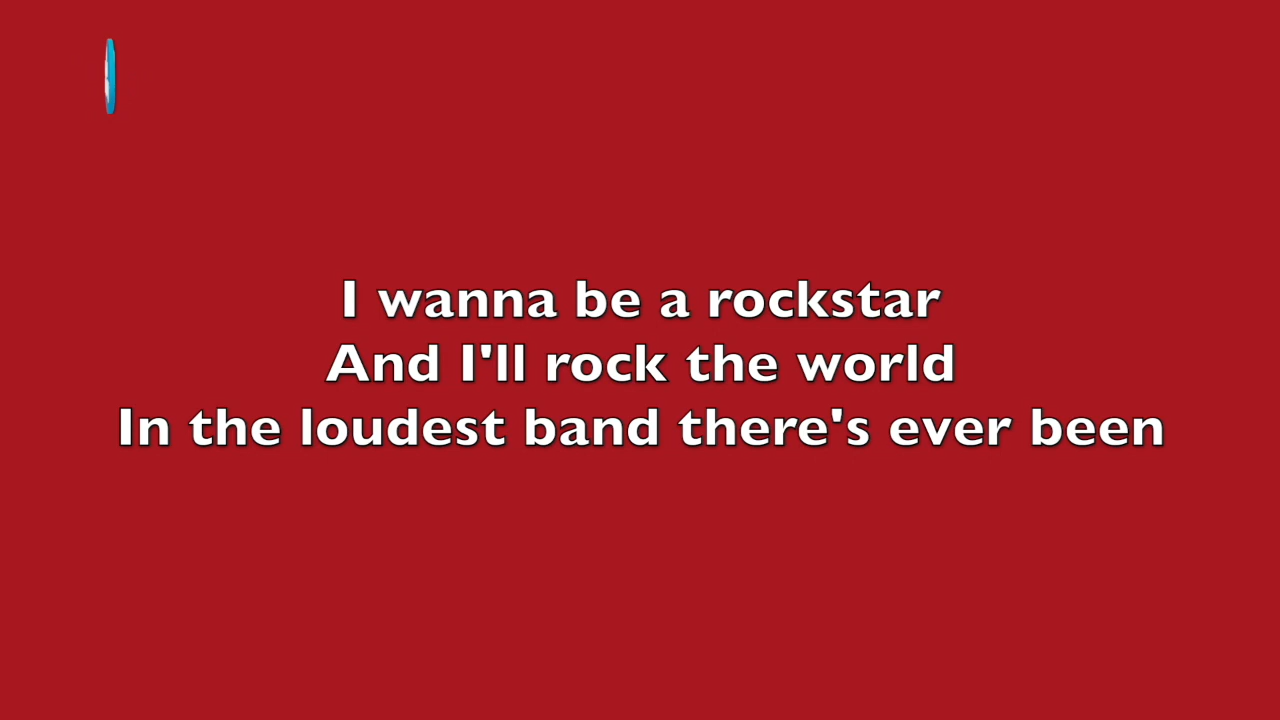 I wanna be a rockstar
And I'll rock the world
In the loudest band there's ever been